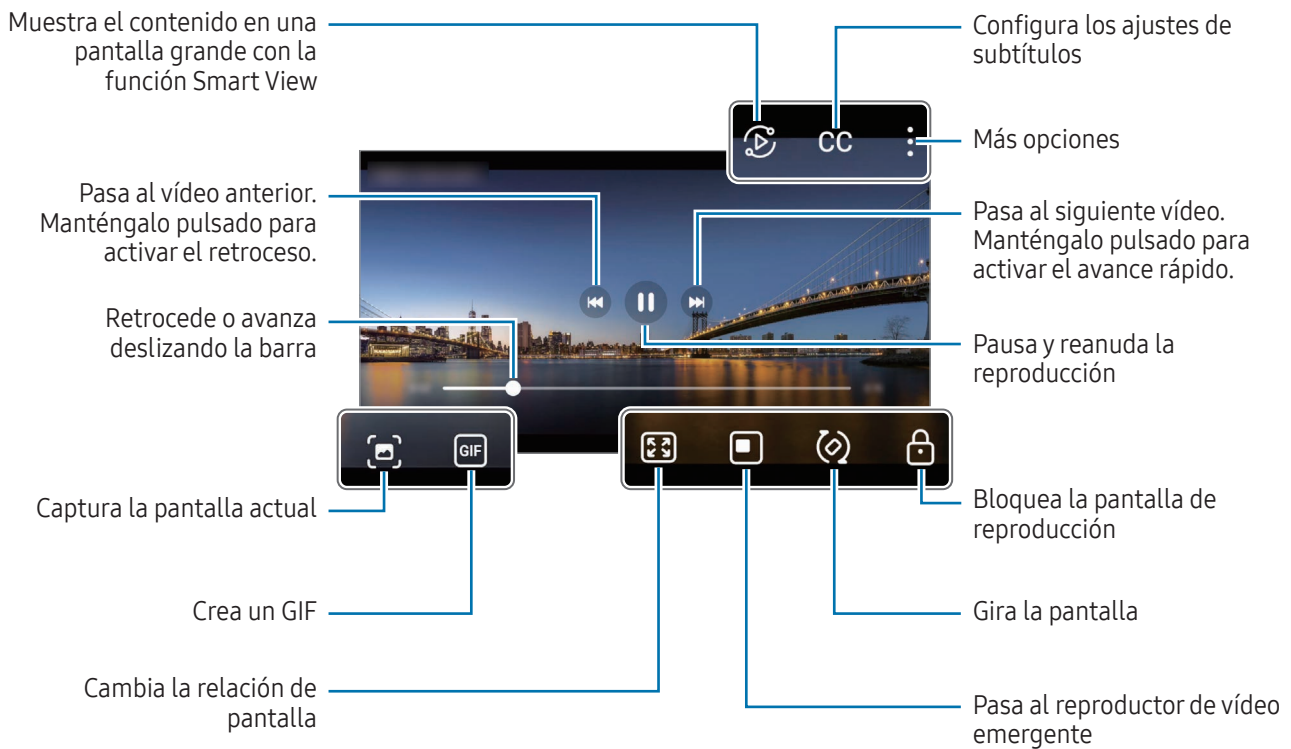 Muestra el contenido en una
pantalla grande con la
función Smart View
Configura los ajustes de
subtítulos
CC
Más opciones
Pasa al vídeo anterior.
Manténgalo pulsado para
activar el retroceso.
Pasa al siguiente vídeo.
Manténgalo pulsado para
activar el avance rápido.
Retrocede o avanza
deslizando la barra
Pausa y reanuda la
reproducción
GIF
Captura la pantalla actual
Bloquea la pantalla de
reproducción
Crea un GIF
Gira la pantalla
Cambia la relación de
pantalla
Pasa al reproductor de vídeo
emergente